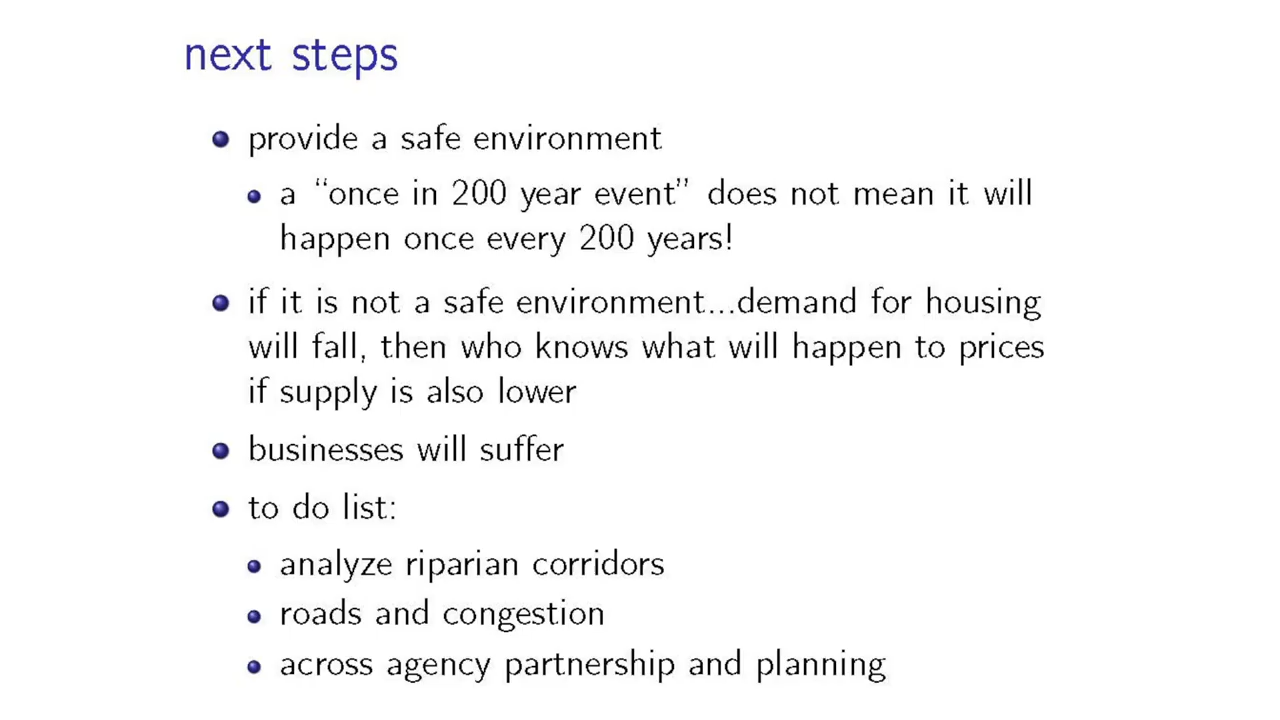 next steps
provide a safe environment
a “once in 200 year event” does not mean it will
happen once every 200 years!
if it is not a safe environment...demand for housing
will fall, then who knows what will happen to prices
if supply is also lower
businesses will suffer
to do list:
analyze riparian corridors
roads and congestion
across agency partnership and planning